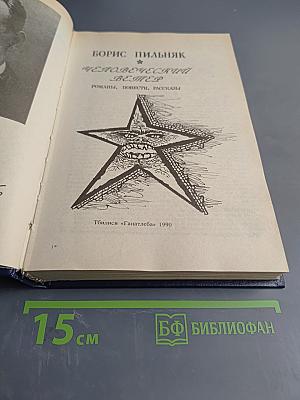 БОРИС ПИЛЬНЯК
*
ЧЕЛОВЕЧЕСКИЙ
ВЕТЕР
РОМАНЫ, ПОВЕСТИ, РАССКАЗЫ
Тбилиси «Ганатлеба» 1990
15 см
БФ БИБЛИОФАН